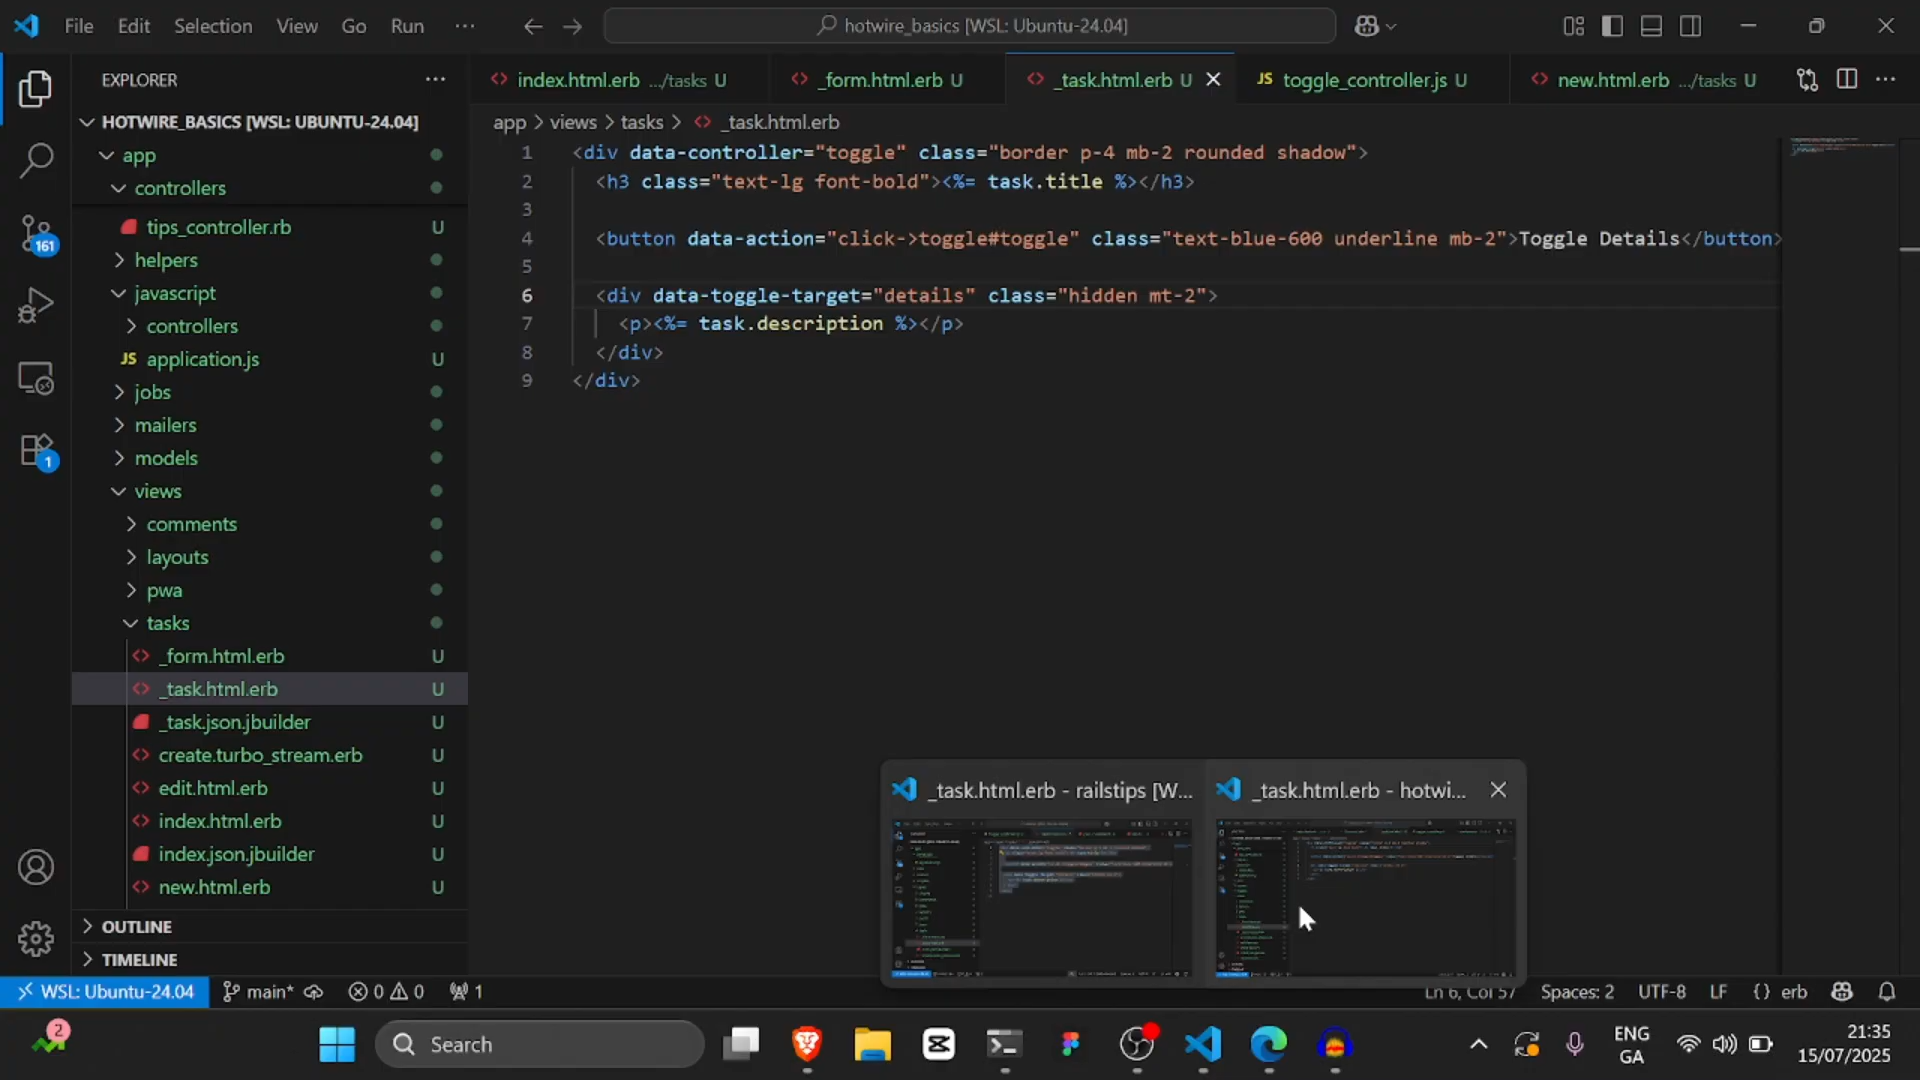 File Edit Selection View Go Run
hotwire_basics [WSL: Ubuntu-24.04]
EXPLORER
HOTWIRE_BASICS [WSL: UBUNTU-24.04]
app
controllers
tips_controller.rb U
helpers
javascript
controllers
JS application.js U
jobs
mailers
models
views
comments
layouts
pwa
tasks
_form.html.erb U
_task.html.erb U
_task.json.jbuilder U
create.turbo_stream.erb U
edit.html.erb U
index.html.erb U
index.json.jbuilder U
new.html.erb U
OUTLINE
TIMELINE
161
1
index.html.erb .../tasks U
_form.html.erb U
_task.html.erb U
JS toggle_controller.js U
new.html.erb .../tasks U
app > views > tasks > _task.html.erb
1 <div data-controller="toggle" class="border p-4 mb-2 rounded shadow">
2 <h3 class="text-lg font-bold"><%= task.title %></h3>
3
4 <button data-action="click->toggle#toggle" class="text-blue-600 underline mb-2">Toggle Details</button>
5
6 <div data-toggle-target="details" class="hidden mt-2">
7 <p><%= task.description %></p>
8 </div>
9 </div>
_task.html.erb - railstips [W...
_task.html.erb - hotwi...
WSL: Ubuntu-24.04 main* 0 0 1
Ln 6, Col 57 Spaces: 2 UTF-8 LF {} erb
2
Search
ENG
GA
21:35
15/07/2025